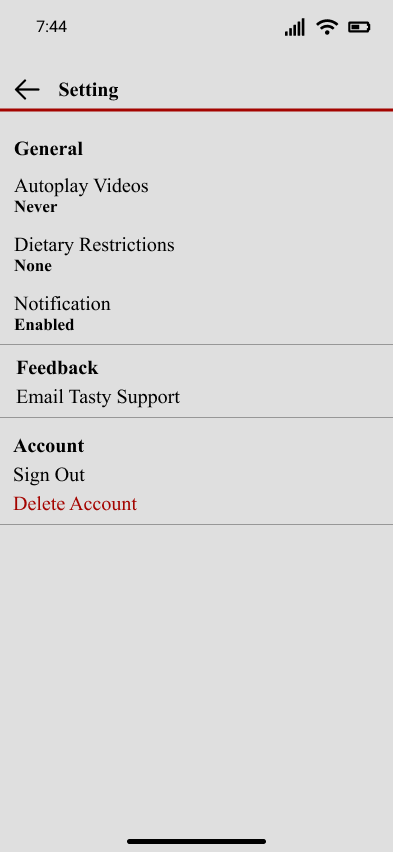 7:44
Setting
General
Autoplay Videos
Never
Dietary Restrictions
None
Notification
Enabled
Feedback
Email Tasty Support
Account
Sign Out
Delete Account